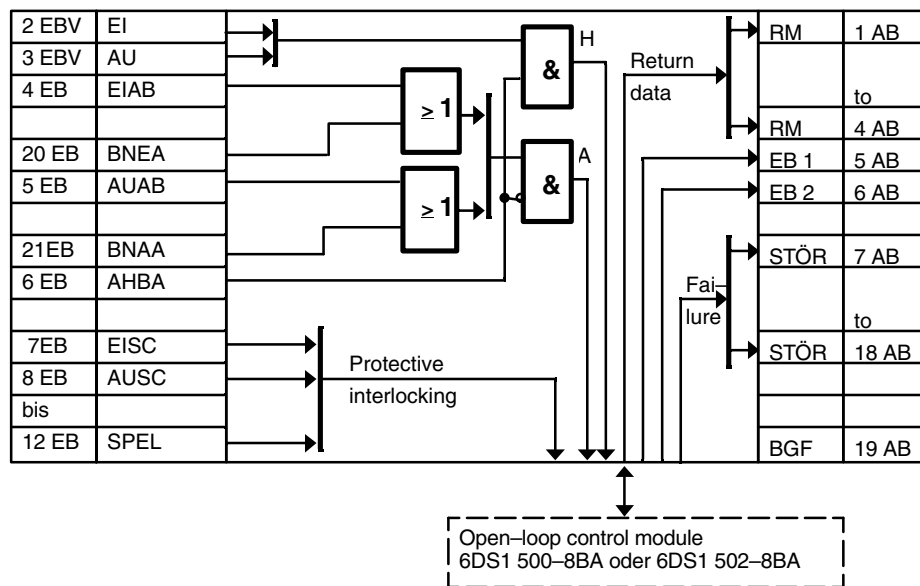 2 EBV EI
3 EBV AU
4 EB EIAB
20 EB BNEA
5 EB AUAB
21EB BNAA
6 EB AHBA
7EB EISC
8 EB AUSC
bis
12 EB SPEL
≥ 1
≥ 1
& H
& A
Protective
interlocking
Return
data
Fai–
lure
RM 1 AB
to
RM 4 AB
EB 1 5 AB
EB 2 6 AB
STÖR 7 AB
to
STÖR 18 AB
BGF 19 AB
Open–loop control module
6DS1 500–8BA oder 6DS1 502–8BA